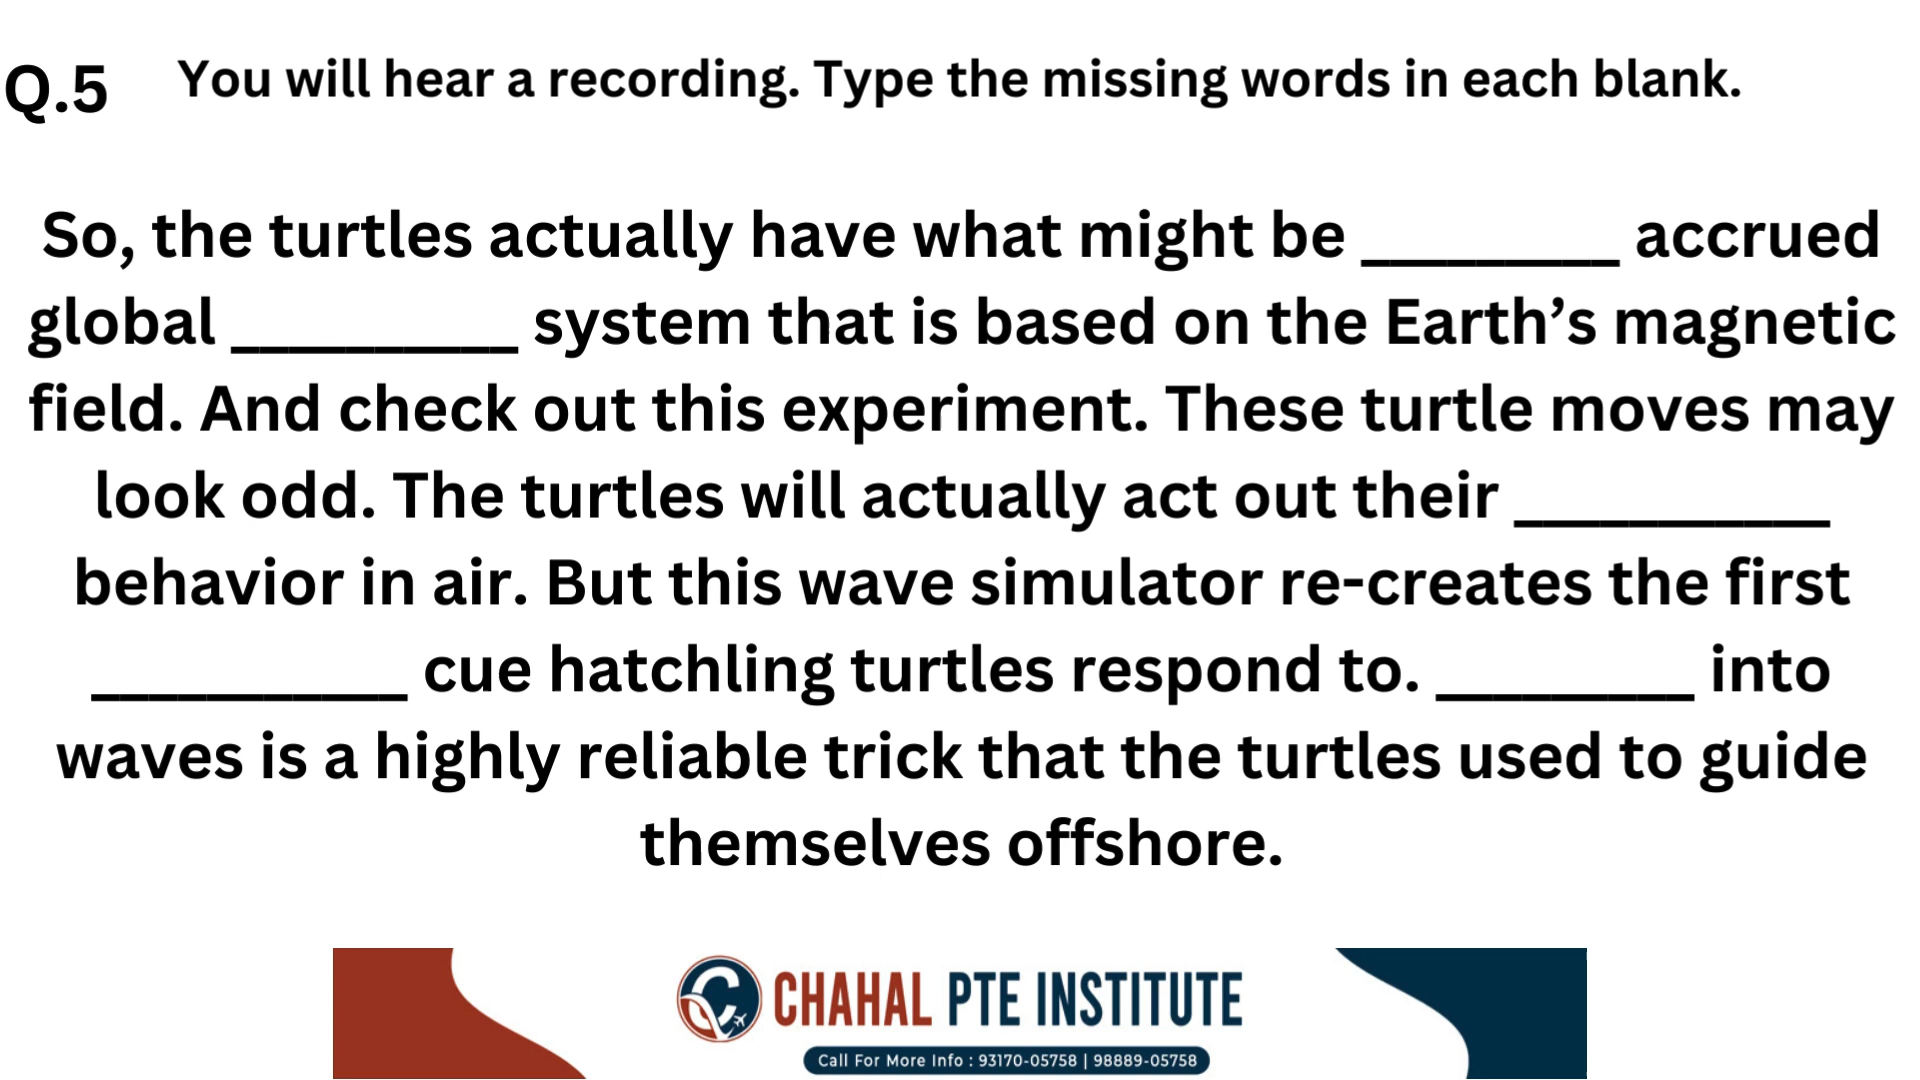 Q.5 You will hear a recording. Type the missing words in each blank.
So, the turtles actually have what might be _________ accrued
global __________ system that is based on the Earth’s magnetic
field. And check out this experiment. These turtle moves may
look odd. The turtles will actually act out their ___________
behavior in air. But this wave simulator re-creates the first
___________ cue hatchling turtles respond to. _________ into
waves is a highly reliable trick that the turtles used to guide
themselves offshore.
CHAHAL PTE INSTITUTE
Call For More Info : 93170-05758 | 98889-05758